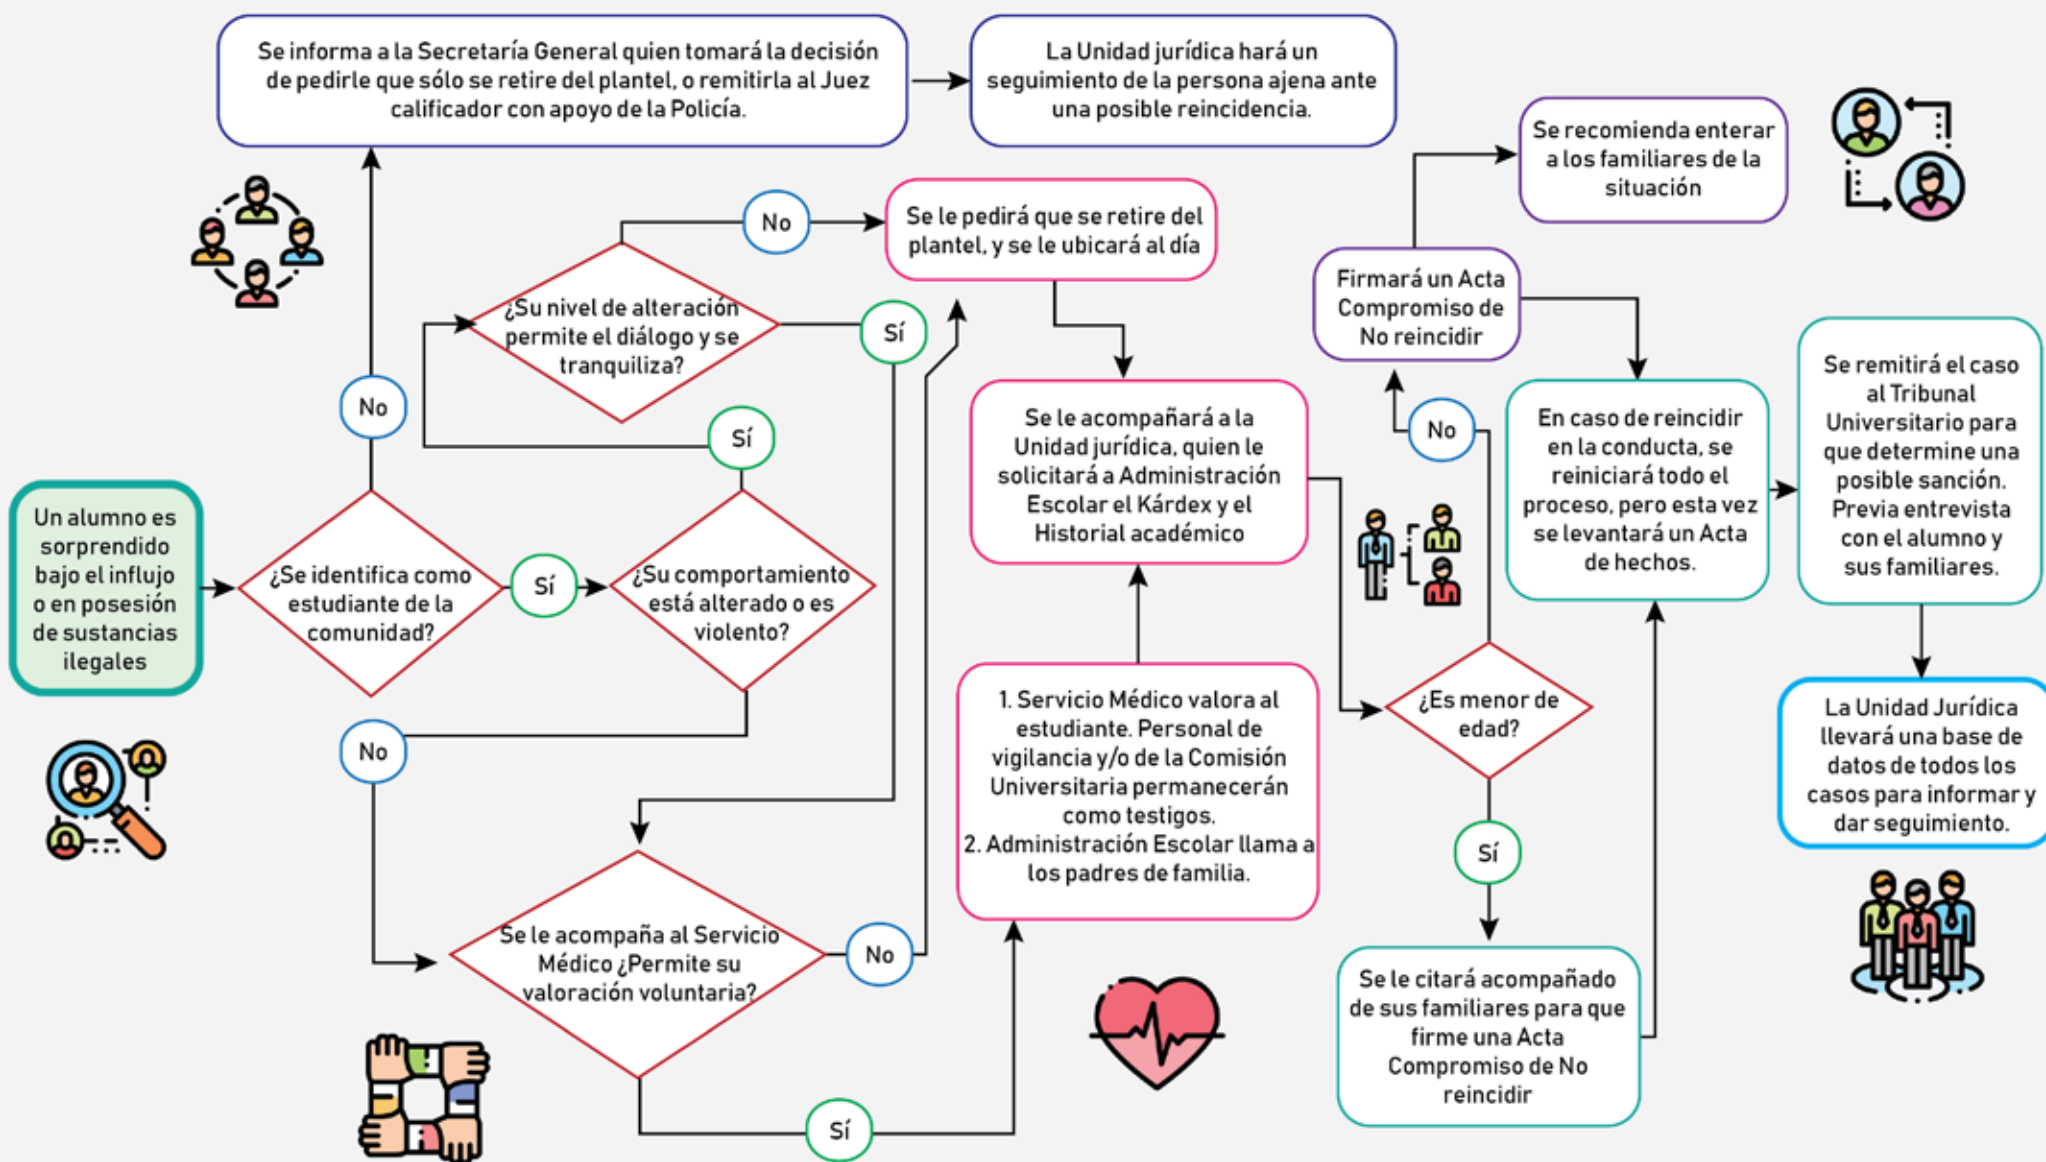 Se informa a la Secretaría General quien tomará la decisión
de pedirle que sólo se retire del plantel, o remitirla al Juez
calificador con apoyo de la Policía.
La Unidad jurídica hará un
seguimiento de la persona ajena ante
una posible reincidencia.
Se recomienda enterar
a los familiares de la
situación
No
Se le pedirá que se retire del
plantel, y se le ubicará al día
¿Su nivel de alteración
permite el diálogo y se
tranquiliza?
Sí
Firmará un Acta
Compromiso de
No reincidir
No
Sí
Se le acompañará a la
Unidad jurídica, quien le
solicitará a Administración
Escolar el Kárdex y el
Historial académico
No
En caso de reincidir
en la conducta, se
reiniciará todo el
proceso, pero esta vez
se levantará un Acta
de hechos.
Se remitirá el caso
al Tribunal
Universitario para
que determine una
posible sanción.
Previa entrevista
con el alumno y
sus familiares.
Un alumno es
sorprendido
bajo el influjo
o en posesión
de sustancias
ilegales
¿Se identifica como
estudiante de la
comunidad?
Sí
¿Su comportamiento
está alterado o es
violento?
No
1. Servicio Médico valora al
estudiante. Personal de
vigilancia y/o de la Comisión
Universitaria permanecerán
como testigos.
2. Administración Escolar llama a
los padres de familia.
¿Es menor de
edad?
La Unidad Jurídica
llevará una base de
datos de todos los
casos para informar y
dar seguimiento.
Sí
Se le acompaña al Servicio
Médico ¿Permite su
valoración voluntaria?
No
Se le citará acompañado
de sus familiares para que
firme una Acta
Compromiso de No
reincidir
Sí